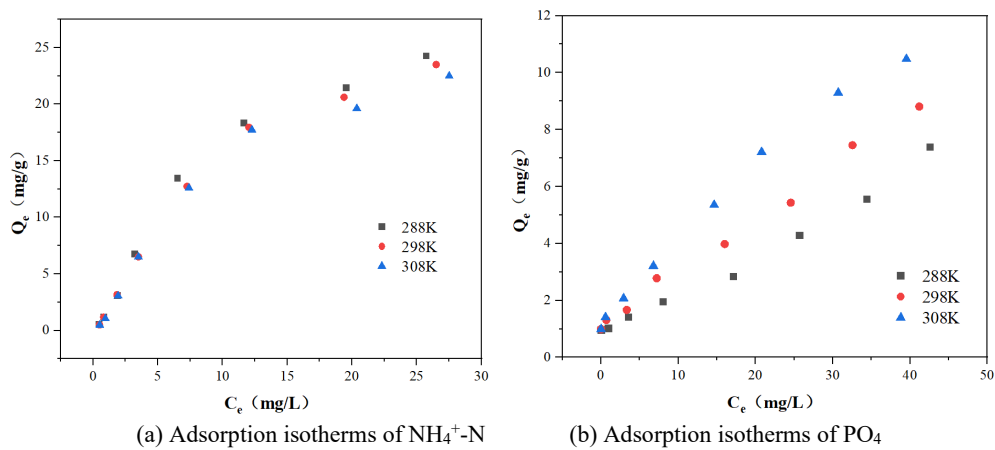 25
20
15
10
5
0
Qₑ（mg/g）
288K
298K
308K
0 5 10 15 20 25 30
Cₑ（mg/L）
(a) Adsorption isotherms of NH₄⁺-N
12
10
8
6
4
2
0
Qₑ（mg/g）
288K
298K
308K
0 10 20 30 40 50
Cₑ（mg/L）
(b) Adsorption isotherms of PO₄